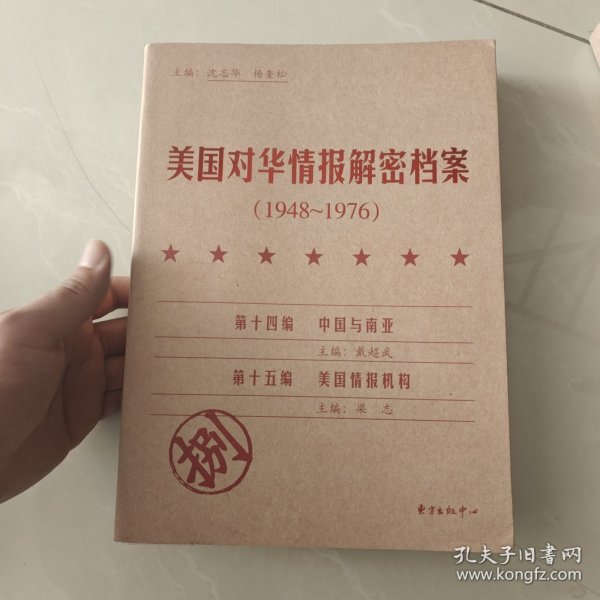 主编：沈志华 杨奎松
美国对华情报解密档案
(1948~1976)
第十四编 中国与南亚
主编：戴超武
第十五编 美国情报机构
主编：梁 志
捌
东方出版中心
孔夫子旧书网
www.kongfz.com